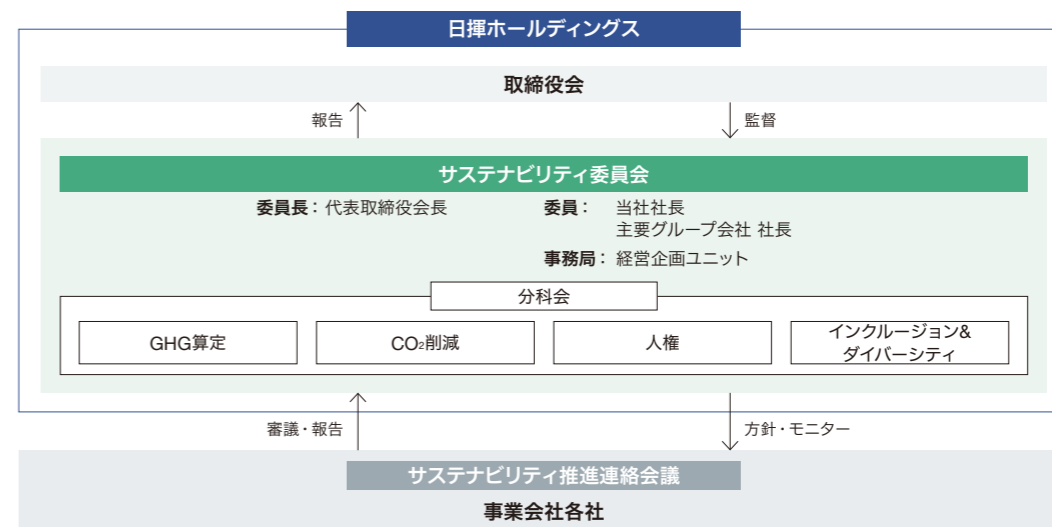 日揮ホールディングス
取締役会
報告
監督
サステナビリティ委員会
委員長：代表取締役会長
委員： 当社社長
主要グループ会社 社長
事務局： 経営企画ユニット
分科会
GHG算定
CO₂削減
人権
インクルージョン&
ダイバーシティ
審議・報告
方針・モニター
サステナビリティ推進連絡会議
事業会社各社